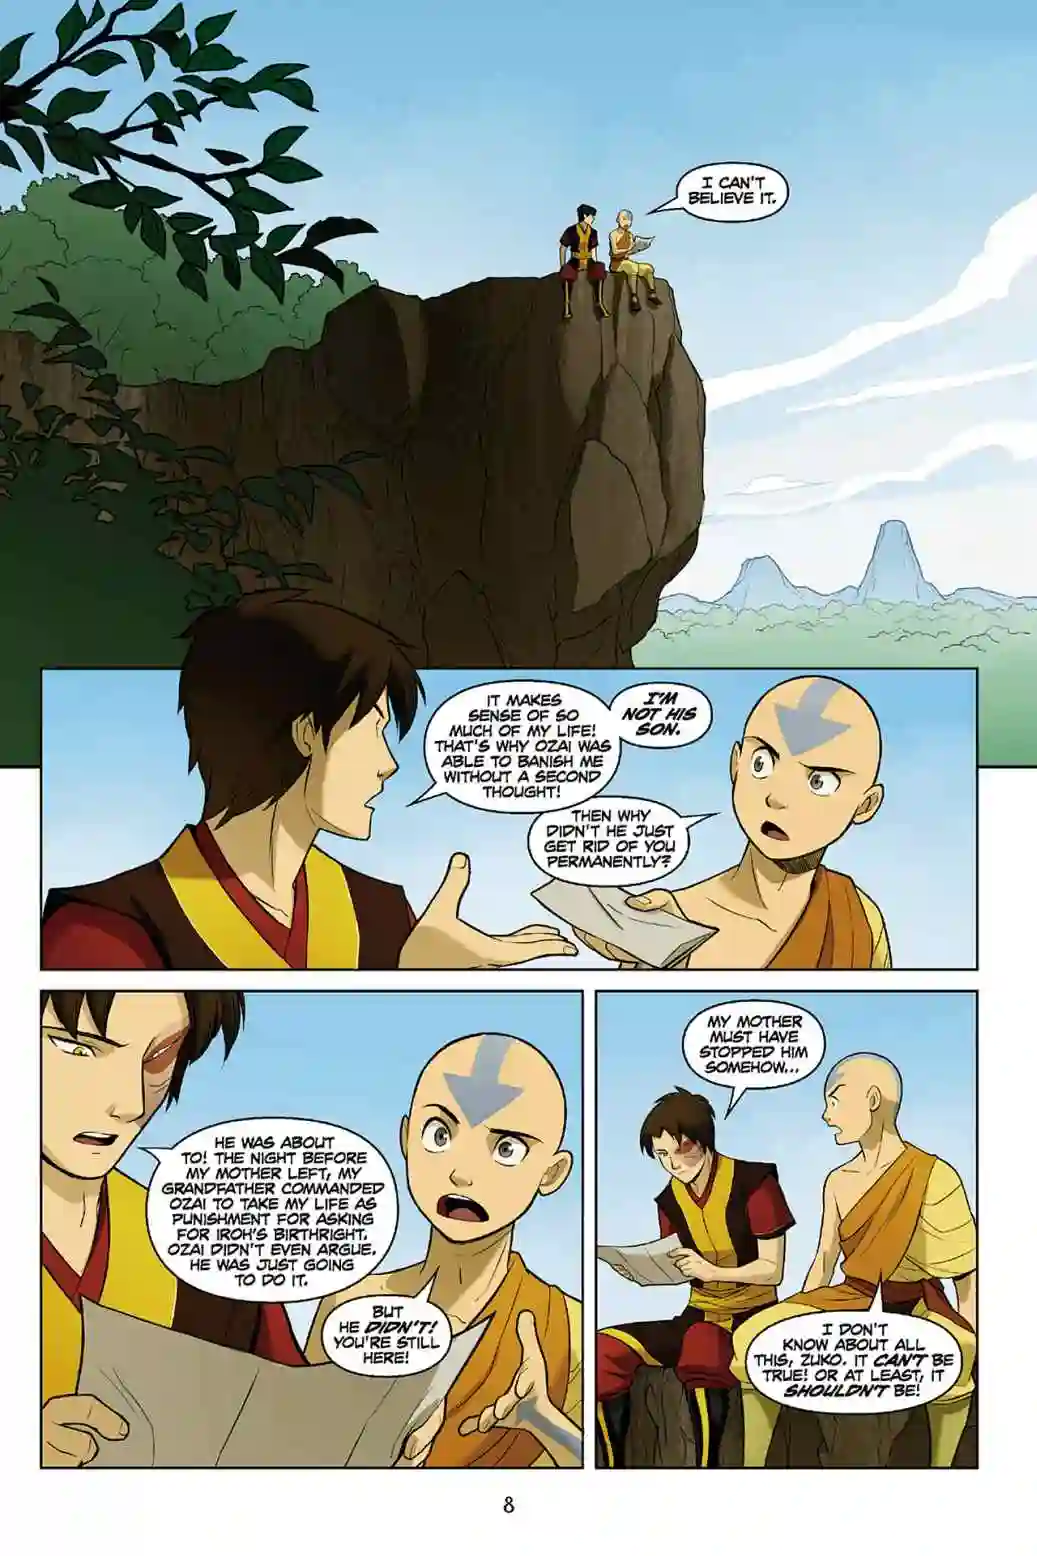 I CAN'T
BELIEVE IT.
IT MAKES
SENSE OF SO
MUCH OF MY LIFE!
THAT'S WHY OZAI WAS
ABLE TO BANISH ME
WITHOUT A SECOND
THOUGHT!
I'M
NOT HIS
SON.
THEN WHY
DIDN'T HE JUST
GET RID OF YOU
PERMANENTLY?
HE WAS ABOUT
TO! THE NIGHT BEFORE
MY MOTHER LEFT, MY
GRANDFATHER COMMANDED
OZAI TO TAKE MY LIFE AS
PUNISHMENT FOR ASKING
FOR IROH'S BIRTHRIGHT.
OZAI DIDN'T EVEN ARGUE.
HE WAS JUST GOING
TO DO IT.
BUT
HE DIDN'T!
YOU'RE STILL
HERE!
MY MOTHER
MUST HAVE
STOPPED HIM
SOMEHOW...
I DON'T
KNOW ABOUT ALL
THIS, ZUKO. IT CAN'T BE
TRUE! OR AT LEAST, IT
SHOULDN'T BE!
8